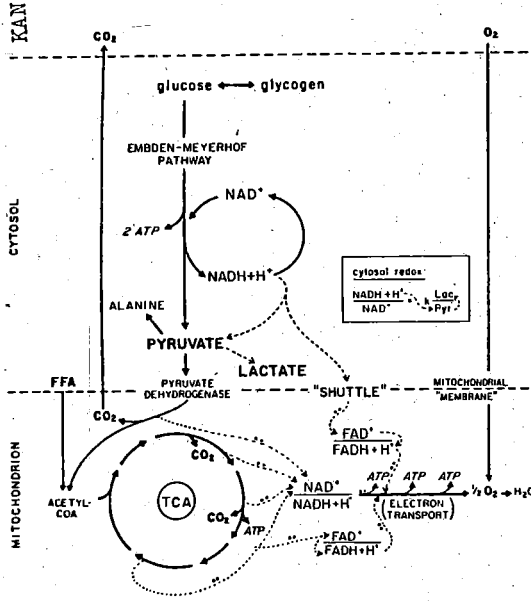 KAN
CO₂
O₂
glucose ↔ glycogen
EMBDEN-MEYERHOF
PATHWAY
CYTOSOL
NAD⁺
2 ATP
NADH+H⁺
cytosol redox
NADH+H⁺
NAD⁺
k
Lac
Pyr
ALANINE
PYRUVATE
LACTATE
FFA
PYRUVATE
DEHYDROGENASE
"SHUTTLE"
MITOCHONDRIAL
"MEMBRANE"
CO₂
MITOCHONDRION
FAD⁺
FADH+H⁺
CO₂
ACETYL-
COA
TCA
NAD⁺
NADH+H⁺
ATP
ATP
ATP
(ELECTRON
TRANSPORT)
½O₂→H₂O
CO₂
ATP
FAD⁺
FADH+H⁺